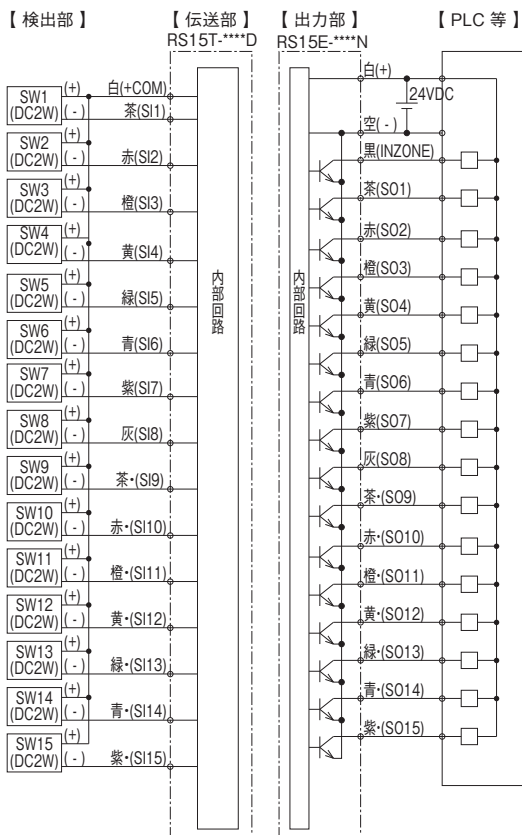 【 検出部 】
【 伝送部 】
【 出力部 】
【 PLC 等 】
RS15T-****D
RS15E-****N
SW1
(DC2W)
(+)
(-)
白(+COM)
茶(SI1)
SW2
(DC2W)
(+)
(-)
赤(SI2)
SW3
(DC2W)
(+)
(-)
橙(SI3)
SW4
(DC2W)
(+)
(-)
黄(SI4)
SW5
(DC2W)
(+)
(-)
緑(SI5)
SW6
(DC2W)
(+)
(-)
青(SI6)
SW7
(DC2W)
(+)
(-)
紫(SI7)
SW8
(DC2W)
(+)
(-)
灰(SI8)
SW9
(DC2W)
(+)
(-)
茶･(SI9)
SW10
(DC2W)
(+)
(-)
赤･(SI10)
SW11
(DC2W)
(+)
(-)
橙･(SI11)
SW12
(DC2W)
(+)
(-)
黄･(SI12)
SW13
(DC2W)
(+)
(-)
緑･(SI13)
SW14
(DC2W)
(+)
(-)
青･(SI14)
SW15
(DC2W)
(+)
(-)
紫･(SI15)
内部回路
内部回路
白(+)
24VDC
空(-)
黒(INZONE)
茶(SO1)
赤(SO2)
橙(SO3)
黄(SO4)
緑(SO5)
青(SO6)
紫(SO7)
灰(SO8)
茶･(SO9)
赤･(SO10)
橙･(SO11)
黄･(SO12)
緑･(SO13)
青･(SO14)
紫･(SO15)